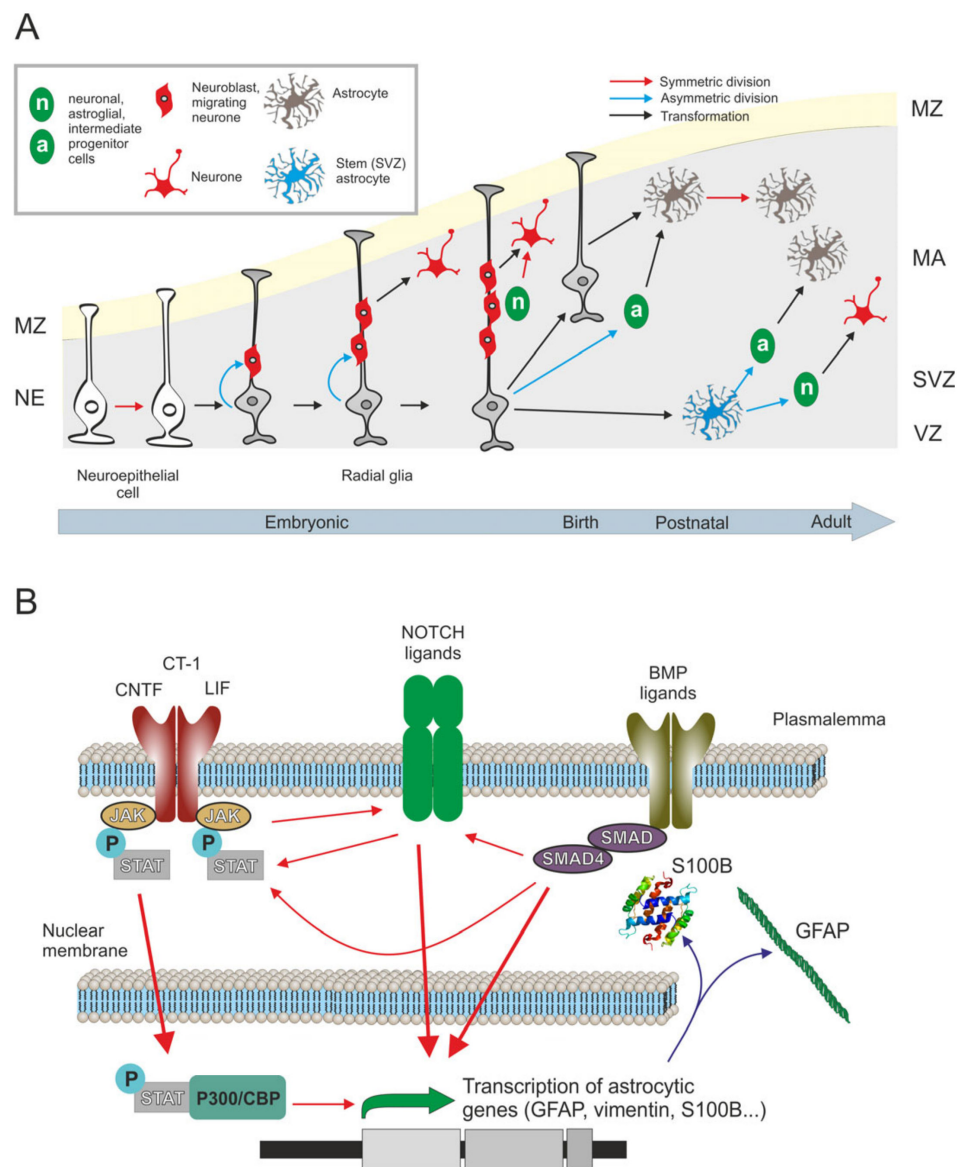 A
n
a
neuronal,
astroglial,
intermediate
progenitor
cells
Neuroblast,
migrating
neurone
Neurone
Astrocyte
Stem (SVZ)
astrocyte
Symmetric division
Asymmetric division
Transformation
MZ
MA
SVZ
VZ
MZ
NE
n
a
a
n
Neuroepithelial
cell
Radial glia
Embryonic
Birth
Postnatal
Adult
B
CT-1
CNTF
LIF
NOTCH
ligands
BMP
ligands
Plasmalemma
JAK
JAK
P
P
STAT
STAT
SMAD
SMAD4
S100B
GFAP
Nuclear
membrane
P
STAT
P300/CBP
Transcription of astrocytic
genes (GFAP, vimentin, S100B...)